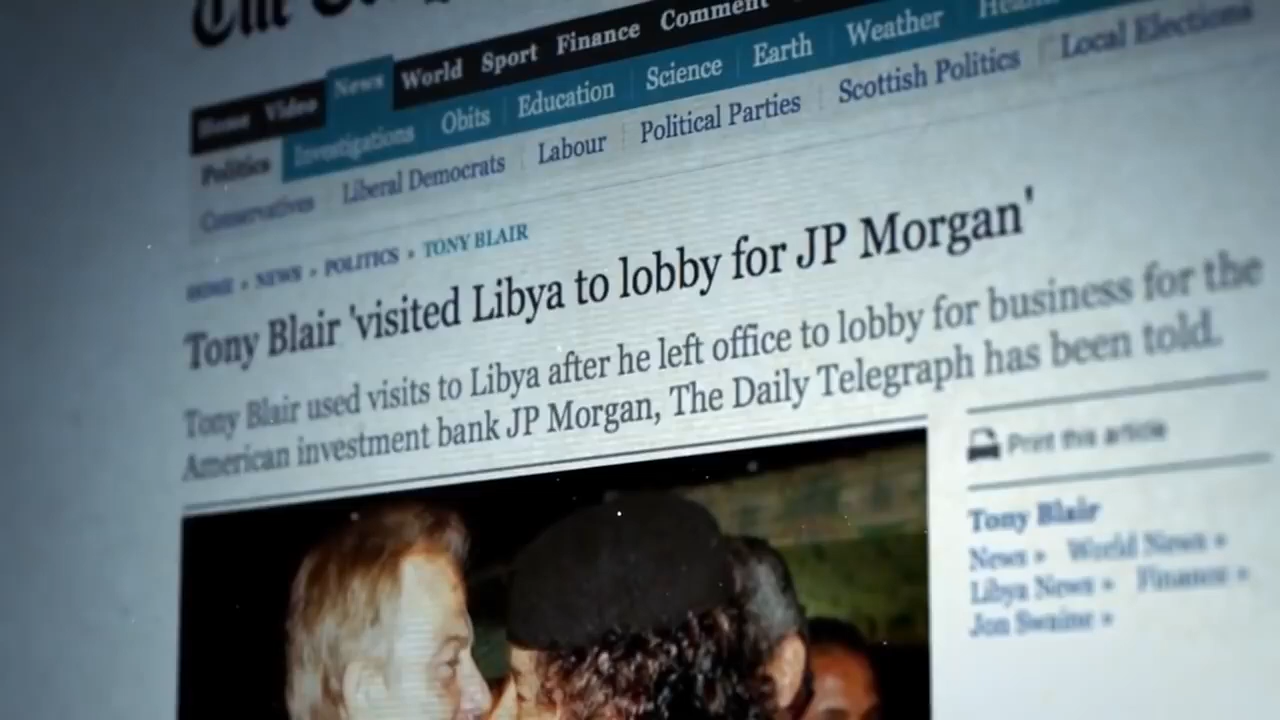 The
Home Video News World Sport Finance Comment
Investigations Obits Education Science Earth Weather
Politics
Conservatives Liberal Democrats Labour Political Parties Scottish Politics Local Elections
HOME » NEWS » POLITICS » TONY BLAIR
Tony Blair 'visited Libya to lobby for JP Morgan'
Tony Blair used visits to Libya after he left office to lobby for business for the
American investment bank JP Morgan, The Daily Telegraph has been told.
Print this article
Tony Blair
News » World News »
Libya News » Finance »
Jon Swaine »